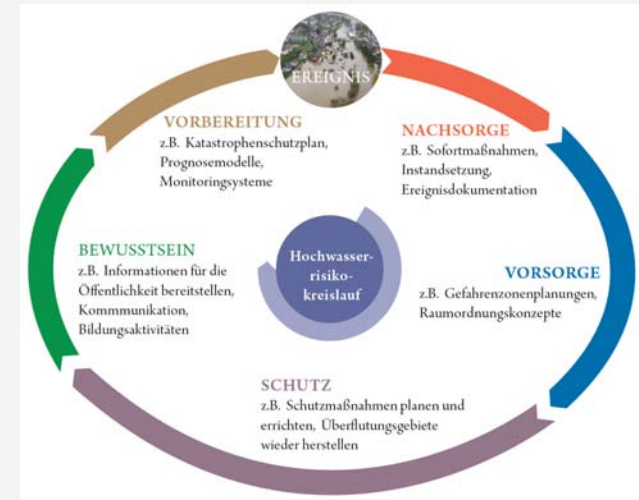 EREIGNIS
NACHSORGE
z.B. Sofortmaßnahmen,
Instandsetzung,
Ereignisdokumentation
VORSORGE
z.B. Gefahrenzonenplanungen,
Raumordnungskonzepte
SCHUTZ
z.B. Schutzmaßnahmen planen und
errichten, Überflutungsgebiete
wieder herstellen
BEWUSSTSEIN
z.B. Informationen für die
Öffentlichkeit bereitstellen,
Kommmunikation,
Bildungsaktivitäten
VORBEREITUNG
z.B. Katastrophenschutzplan,
Prognosemodelle,
Monitoringsysteme
Hochwasser-
risiko-
kreislauf